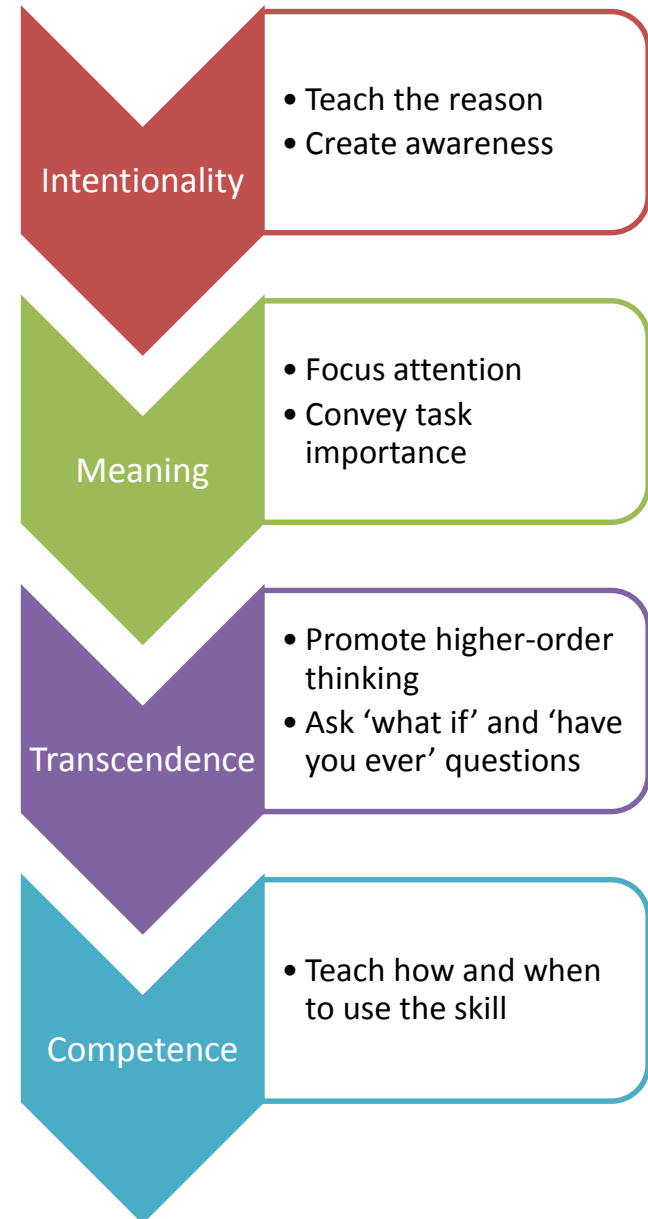 Intentionality
• Teach the reason
• Create awareness
Meaning
• Focus attention
• Convey task
importance
Transcendence
• Promote higher-order
thinking
• Ask ‘what if’ and ‘have
you ever’ questions
Competence
• Teach how and when
to use the skill